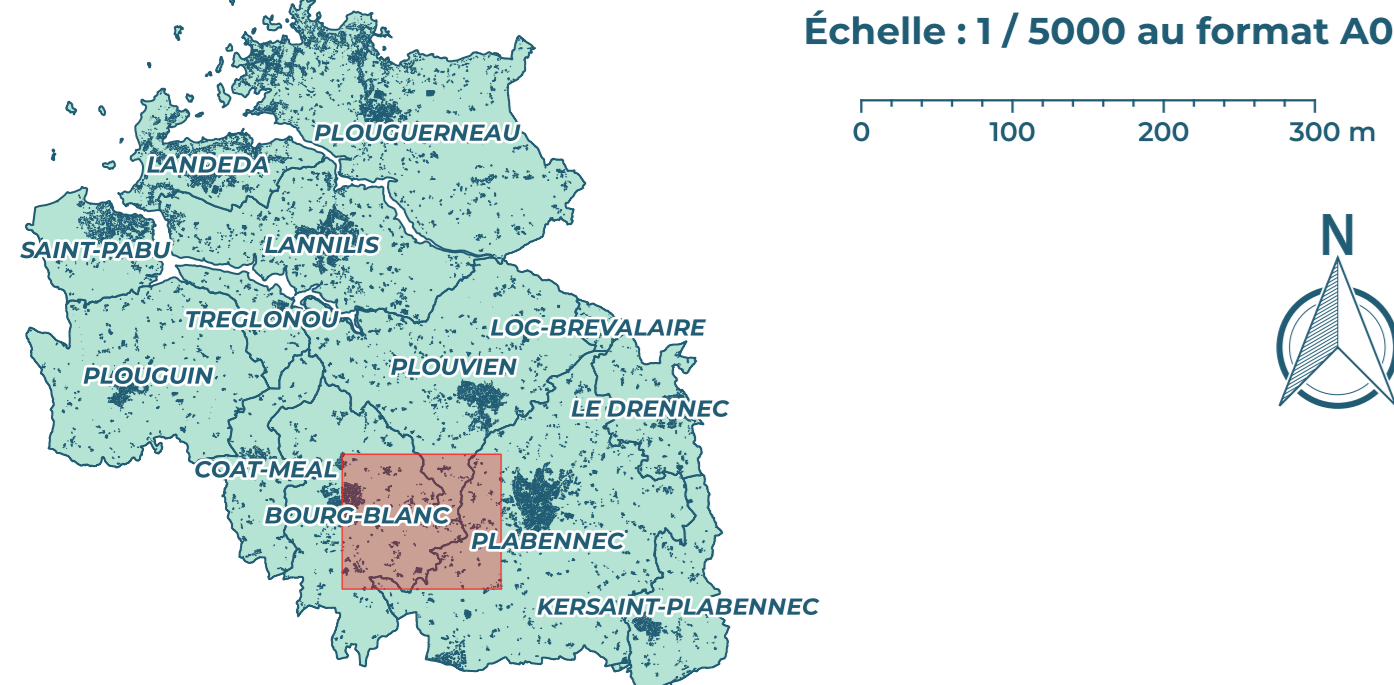 Échelle : 1 / 5000 au format A0
0 100 200 300 m
N
PLOUGUERNEAU
LANDEDA
LANNILIS
SAINT-PABU
TREGLONOU
LOC-BREVALAIRE
PLOUVIEN
PLOUGUIN
LE DRENNEC
COAT-MEAL
BOURG-BLANC
PLABENNEC
KERSAINT-PLABENNEC